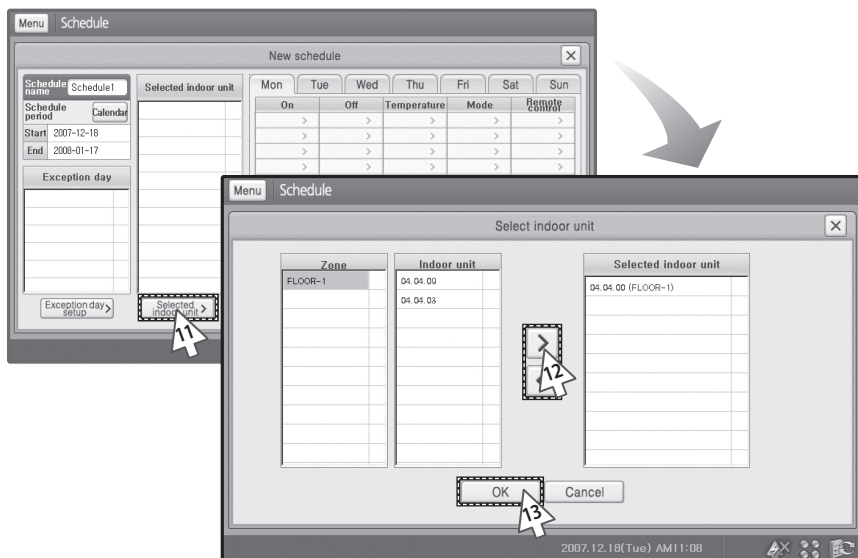 Menu Schedule
New schedule
Schedule name Schedule1
Selected indoor unit
Mon Tue Wed Thu Fri Sat Sun
Schedule period Calendar
On Off Temperature Mode Remote control
> > > > >
> > > > >
> > > > >
> > > > >
Start 2007-12-18
End 2008-01-17
Exception day
Exception day setup >
Selected indoor unit >
11
Menu Schedule
Select indoor unit
Zone Indoor unit Selected indoor unit
FLOOR-1 04.04.09 04.04.00 (FLOOR-1)
04.04.03
>
12
OK Cancel
13
2007.12.18(Tue) AM11:08